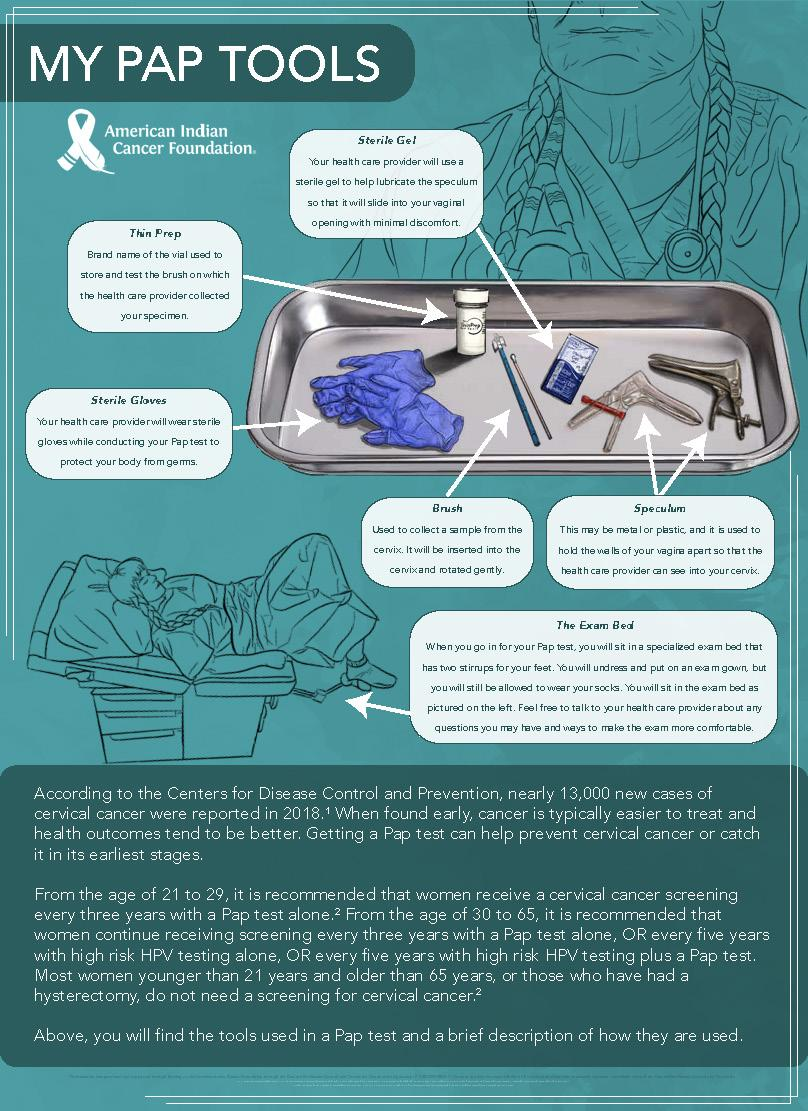 MY PAP TOOLS
American Indian
Cancer Foundation.
Sterile Gel
Your health care provider will use a
sterile gel to help lubricate the speculum
so that it will slide into your vaginal
opening with minimal discomfort.
Thin Prep
Brand name of the vial used to
store and test the brush on which
the health care provider collected
your specimen.
ThinPrep
Sterile Gloves
Your health care provider will wear sterile
gloves while conducting your Pap test to
protect your body from germs.
Brush
Used to collect a sample from the
cervix. It will be inserted into the
cervix and rotated gently.
Speculum
This may be metal or plastic, and it is used to
hold the walls of your vagina apart so that the
health care provider can see into your cervix.
The Exam Bed
When you go in for your Pap test, you will sit in a specialized exam bed that
has two stirrups for your feet. You will undress and put on an exam gown, but
you will still be allowed to wear your socks. You will sit in the exam bed as
pictured on the left. Feel free to talk to your health care provider about any
questions you may have and ways to make the exam more comfortable.
According to the Centers for Disease Control and Prevention, nearly 13,000 new cases of
cervical cancer were reported in 2018.¹ When found early, cancer is typically easier to treat and
health outcomes tend to be better. Getting a Pap test can help prevent cervical cancer or catch
it in its earliest stages.
From the age of 21 to 29, it is recommended that women receive a cervical cancer screening
every three years with a Pap test alone.² From the age of 30 to 65, it is recommended that
women continue receiving screening every three years with a Pap test alone, OR every five years
with high risk HPV testing alone, OR every five years with high risk HPV testing plus a Pap test.
Most women younger than 21 years and older than 65 years, or those who have had a
hysterectomy, do not need a screening for cervical cancer.²
Above, you will find the tools used in a Pap test and a brief description of how they are used.